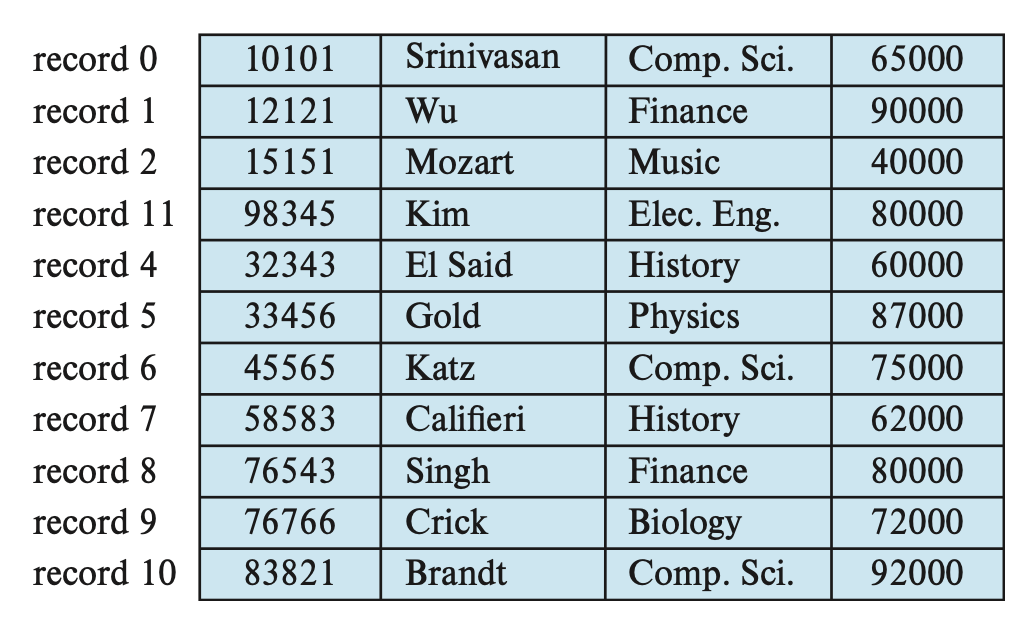 record 0 10101 Srinivasan Comp. Sci. 65000
record 1 12121 Wu Finance 90000
record 2 15151 Mozart Music 40000
record 11 98345 Kim Elec. Eng. 80000
record 4 32343 El Said History 60000
record 5 33456 Gold Physics 87000
record 6 45565 Katz Comp. Sci. 75000
record 7 58583 Califieri History 62000
record 8 76543 Singh Finance 80000
record 9 76766 Crick Biology 72000
record 10 83821 Brandt Comp. Sci. 92000